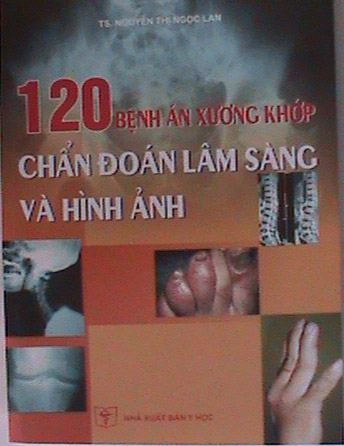 TS. NGUYỄN THỊ NGỌC LAN
120 BỆNH ÁN XƯƠNG KHỚP
CHẨN ĐOÁN LÂM SÀNG
VÀ HÌNH ẢNH
NHÀ XUẤT BẢN Y HỌC